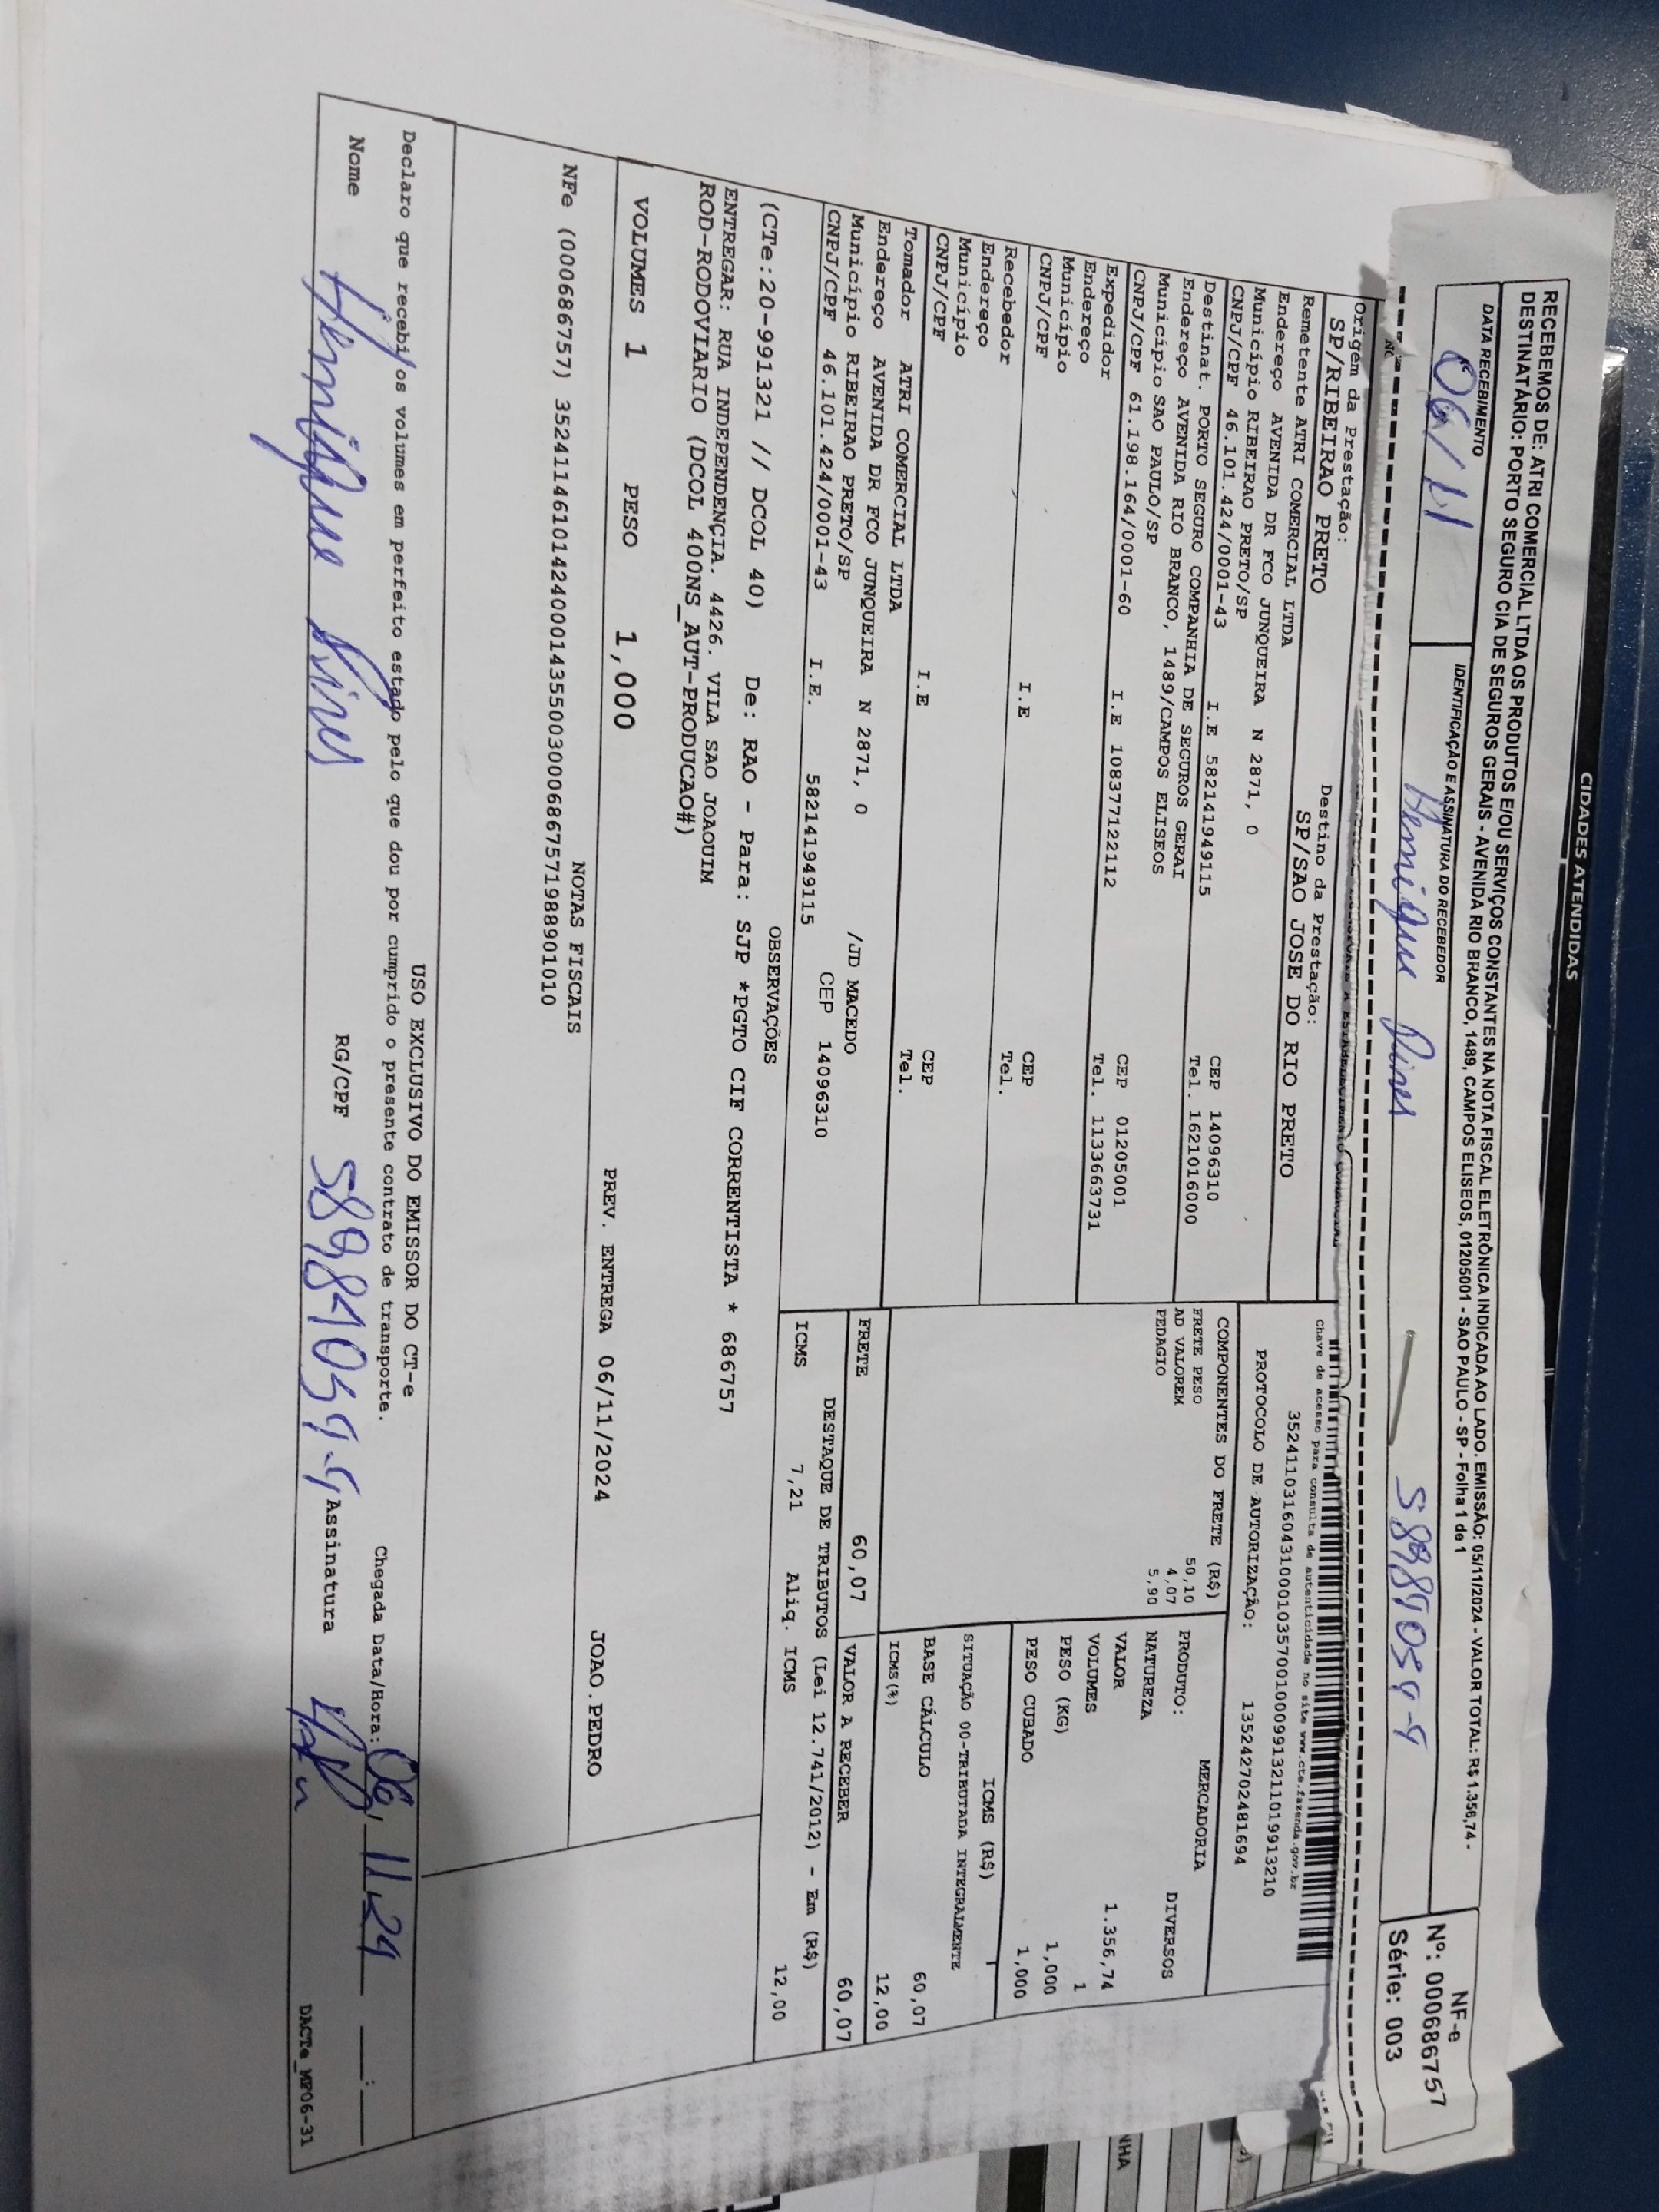 CIDADES ATENDIDAS
RECEBEMOS DE: ATRI COMERCIAL LTDA OS PRODUTOS E/OU SERVIÇOS CONSTANTES NA NOTA FISCAL ELETRÔNICA INDICADA AO LADO. EMISSÃO: 05/11/2024 - VALOR TOTAL: R$ 1.356,74 -
DESTINATÁRIO: PORTO SEGURO CIA DE SEGUROS GERAIS - AVENIDA RIO BRANCO, 1489, CAMPOS ELISEOS, 01205001 - SAO PAULO - SP - Folha 1 de 1
NF-e
Nº: 000686757
Série: 003
DATA RECEBIMENTO
06/11
IDENTIFICAÇÃO E ASSINATURA DO RECEBEDOR
Henrique Pires
Origem da Prestação:
SP/RIBEIRAO PRETO
Destino da Prestação:
SP/SAO JOSE DO RIO PRETO
Remetente ATRI COMERCIAL LTDA
Endereço AVENIDA DR FCO JUNQUEIRA N 2871, 0
Município RIBEIRAO PRETO/SP CEP 14096310
CNPJ/CPF 46.101.424/0001-43 I.E 582141949115 Tel. 1621016000
Destinat. PORTO SEGURO COMPANHIA DE SEGUROS GERAI
Endereço AVENIDA RIO BRANCO, 1489/CAMPOS ELISEOS
Município SAO PAULO/SP CEP 01205001
CNPJ/CPF 61.198.164/0001-60 I.E 108377122112 Tel. 1133663731
Expedidor
Endereço
Município CEP
CNPJ/CPF I.E Tel.
Recebedor
Endereço
Município CEP
CNPJ/CPF I.E Tel.
Tomador ATRI COMERCIAL LTDA
Endereço AVENIDA DR FCO JUNQUEIRA N 2871, 0 /JD MACEDO
Município RIBEIRAO PRETO/SP CEP 14096310
CNPJ/CPF 46.101.424/0001-43 I.E. 582141949115
Chave de acesso para consulta de autenticidade no site www.cte.fazenda.gov.br
PROTOCOLO DE AUTORIZAÇÃO: 135242702481694
COMPONENTES DO FRETE (R$)
FRETE PESO 50,10
AD VALOREM 4,07
PEDAGIO 5,90
MERCADORIA
PRODUTO: DIVERSOS
NATUREZA
VALOR 1.356,74
VOLUMES 1
PESO (KG) 1,000
PESO CUBADO 1,000
ICMS (R$)
SITUAÇÃO 00-TRIBUTADA INTEGRALMENTE
BASE CÁLCULO 60,07
ICMS(%) 12,00
FRETE 60,07 VALOR A RECEBER 60,07
DESTAQUE DE TRIBUTOS (Lei 12.741/2012) - Em (R$)
ICMS 7,21 Aliq. ICMS 12,00
OBSERVAÇÕES
(CTe:20-991321 // DCOL 40) De: RAO - Para: SJP *PGTO CIF CORRENTISTA * 686757
ENTREGAR: RUA INDEPENDENCIA. 4426. VILA SAO JOAQUIM
ROD-RODOVIARIO (DCOL 400NS_AUT-PRODUCAO#)
VOLUMES 1 PESO 1,000 PREV. ENTREGA 06/11/2024 JOAO.PEDRO
NOTAS FISCAIS
NFe (000686757) 35241146101424000143550030006867571988901010
USO EXCLUSIVO DO EMISSOR DO CT-e
Declaro que recebi os volumes em perfeito estado pelo que dou por cumprido o presente contrato de transporte. Chegada Data/Hora: 06/11 24
Nome Henrique Pires RG/CPF Assinatura
DACTe_MF06-31